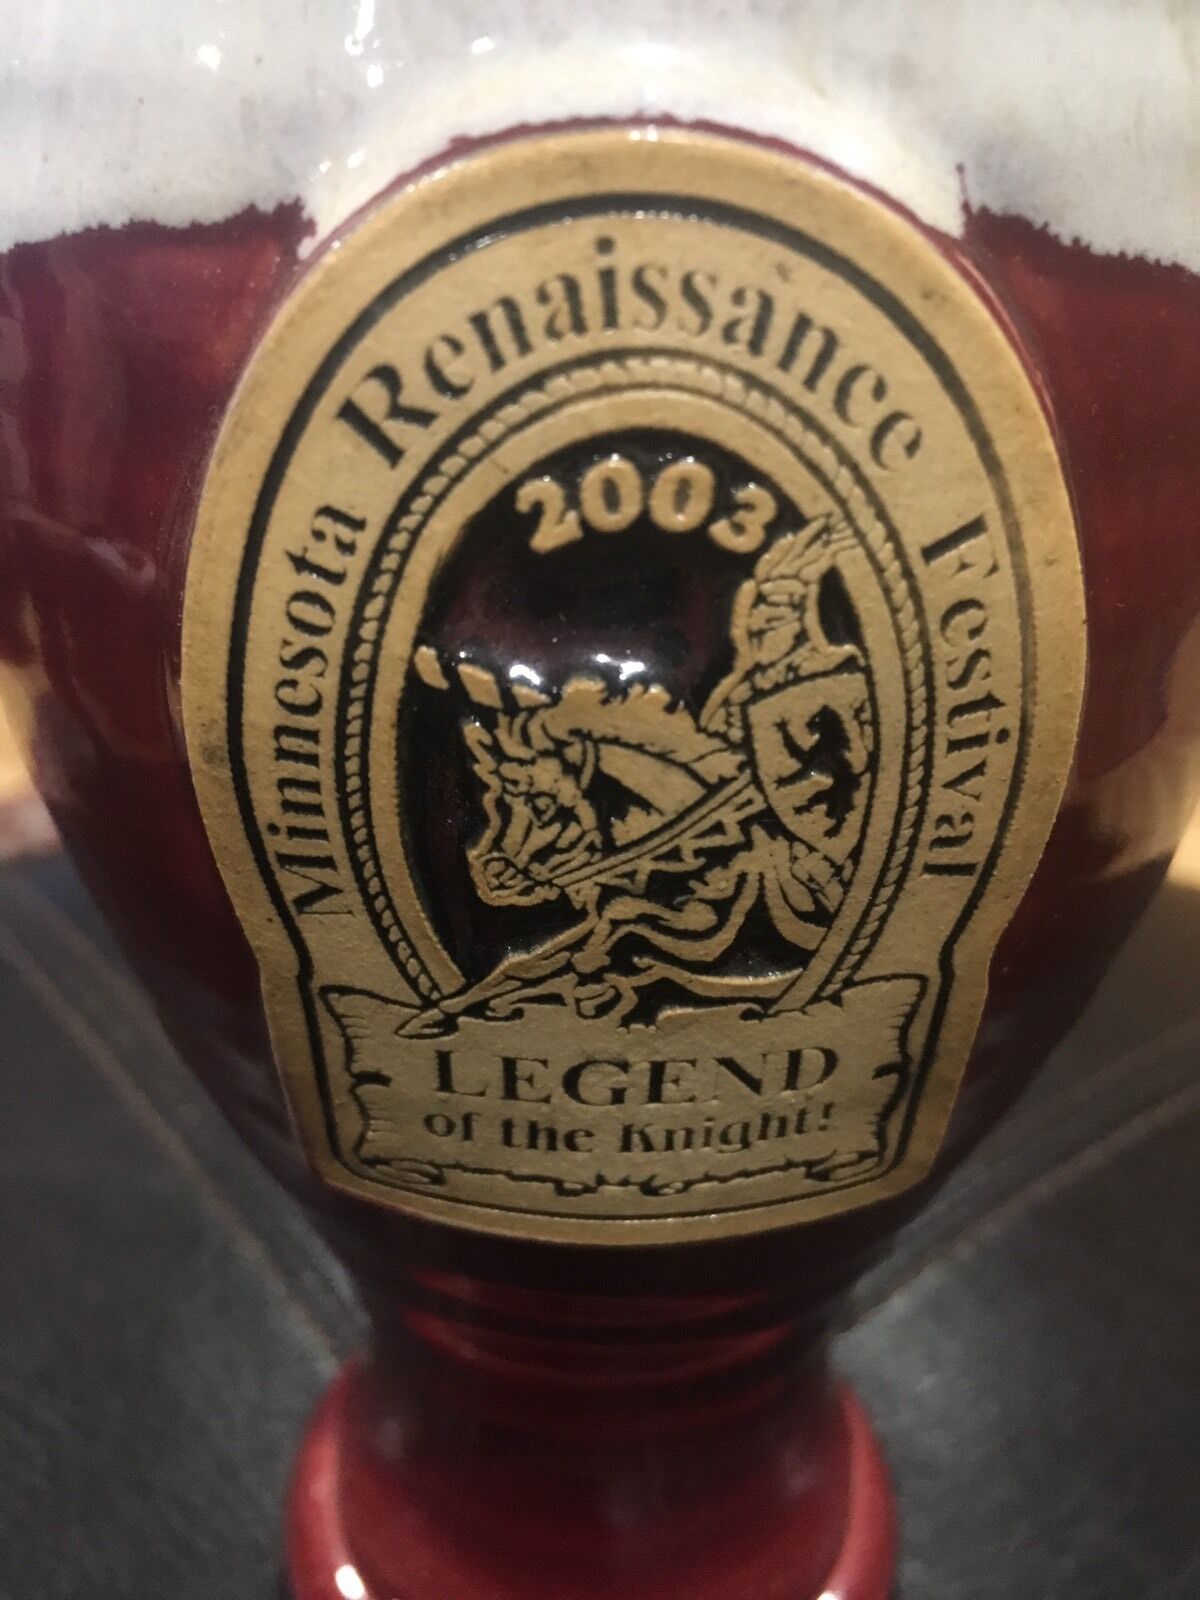 Minnesota Renaissance Festival
2003
LEGEND
of the Knight!